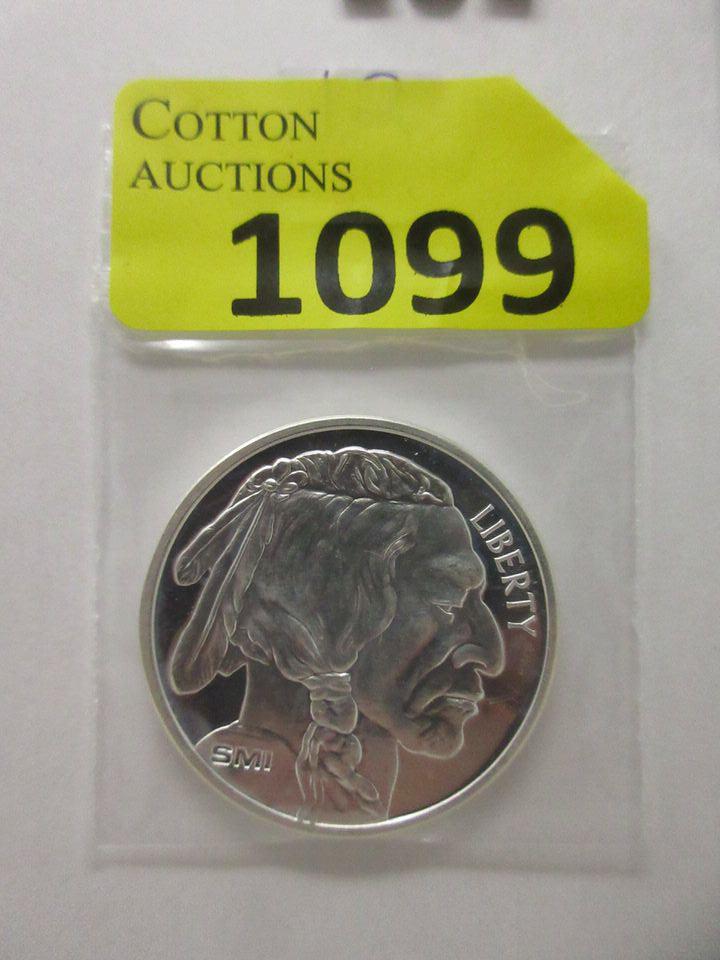 COTTON
AUCTIONS
1099
LIBERTY
SMI